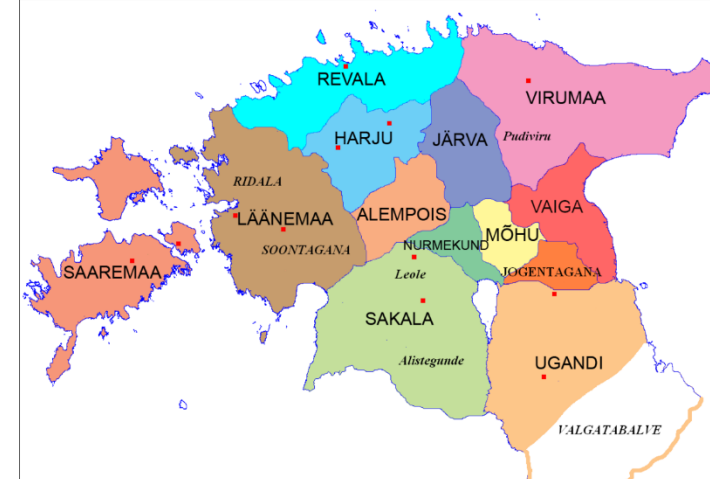 REVALA
VIRUMAA
HARJU
JÄRVA
Pudiviru
RIDALA
VAIGA
LÄÄNEMAA
ALEMPOIS
MÕHU
SOONTAGANA
NURMEKUND
SAAREMAA
Leole
JOGENTAGANA
SAKALA
Alistegunde
UGANDI
VALGATABALVE